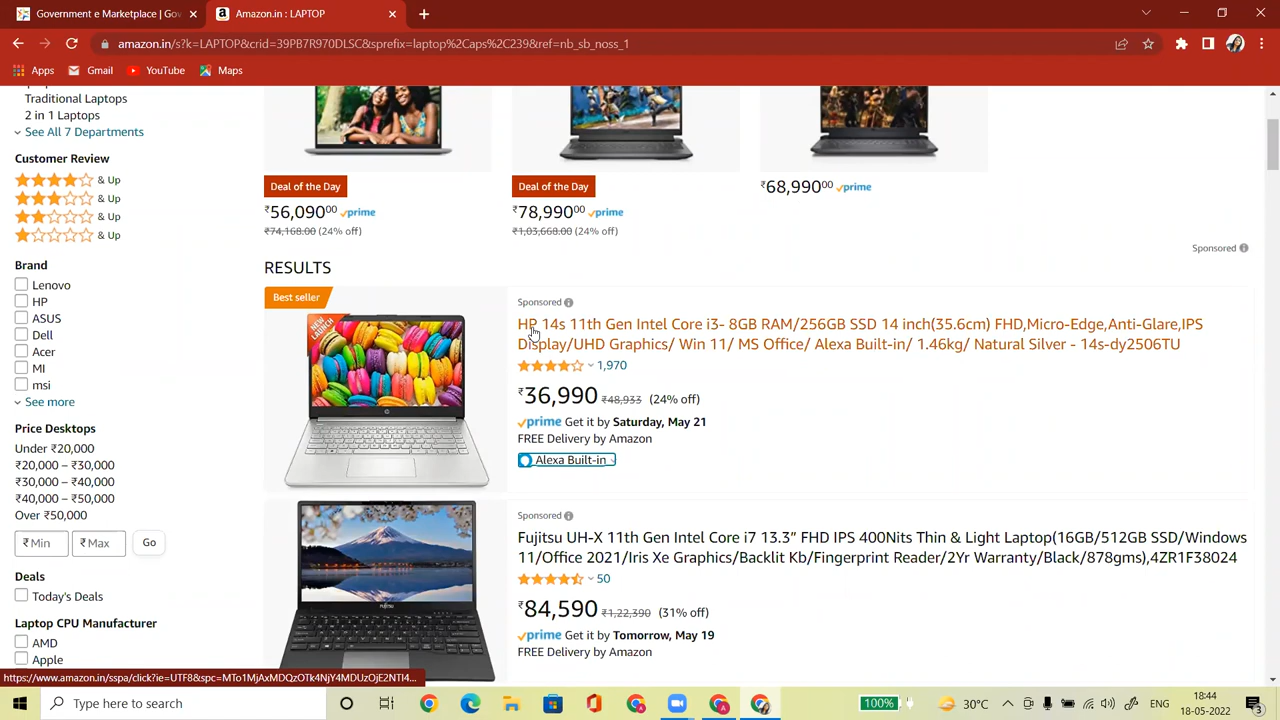 Government e Marketplace | Gov
Amazon.in : LAPTOP
amazon.in/s?k=LAPTOP&crid=39PB7R970DLSC&sprefix=laptop%2Caps%2C239&ref=nb_sb_noss_1
Apps Gmail YouTube Maps
Traditional Laptops
2 in 1 Laptops
See All 7 Departments
Customer Review
& Up
& Up
& Up
& Up
Brand
Lenovo
HP
ASUS
Dell
Acer
MI
msi
See more
Price Desktops
Under ₹20,000
₹20,000 – ₹30,000
₹30,000 – ₹40,000
₹40,000 – ₹50,000
Over ₹50,000
₹ Min ₹ Max Go
Deals
Today's Deals
Laptop CPU Manufacturer
AMD
Apple
Deal of the Day
₹56,090⁰⁰ prime
₹74,168.00 (24% off)
Deal of the Day
₹78,990⁰⁰ prime
₹1,03,668.00 (24% off)
₹68,990⁰⁰ prime
Sponsored
RESULTS
Best seller
NEW LAUNCH
Sponsored
HP 14s 11th Gen Intel Core i3- 8GB RAM/256GB SSD 14 inch(35.6cm) FHD,Micro-Edge,Anti-Glare,IPS
Display/UHD Graphics/ Win 11/ MS Office/ Alexa Built-in/ 1.46kg/ Natural Silver - 14s-dy2506TU
1,970
₹36,990 ₹48,933 (24% off)
prime Get it by Saturday, May 21
FREE Delivery by Amazon
Alexa Built-in
Sponsored
Fujitsu UH-X 11th Gen Intel Core i7 13.3” FHD IPS 400Nits Thin & Light Laptop(16GB/512GB SSD/Windows
11/Office 2021/Iris Xe Graphics/Backlit Kb/Fingerprint Reader/2Yr Warranty/Black/878gms),4ZR1F38024
50
₹84,590 ₹1,22,390 (31% off)
prime Get it by Tomorrow, May 19
FREE Delivery by Amazon
https://www.amazon.in/sspa/click?ie=UTF8&spc=MTo1MjAxMDQzOTk4NjY4MDUzOjE2NTI4...
Type here to search
100%
30°C
ENG
18:44
18-05-2022
3